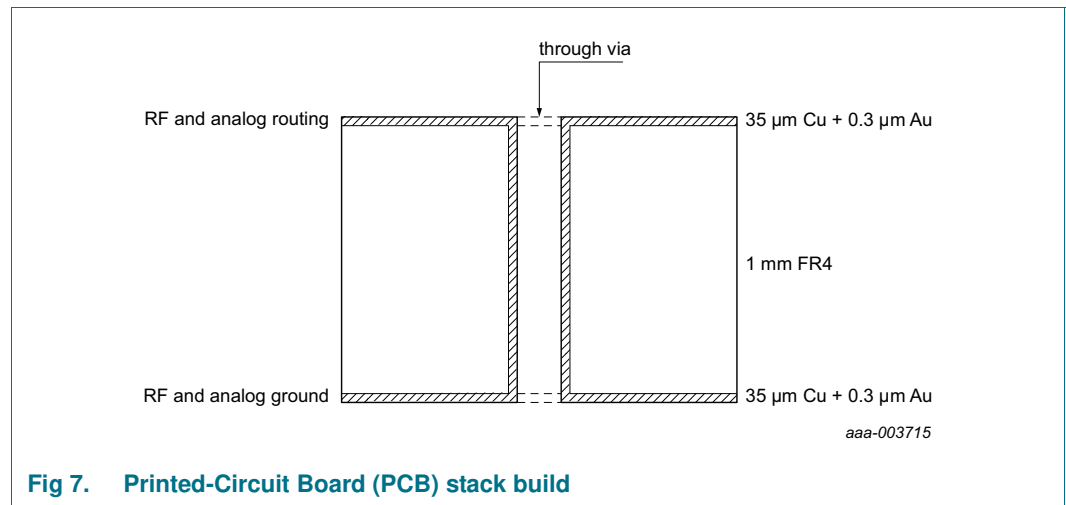 through via
RF and analog routing
35 µm Cu + 0.3 µm Au
1 mm FR4
RF and analog ground
35 µm Cu + 0.3 µm Au
aaa-003715
Fig 7. Printed-Circuit Board (PCB) stack build